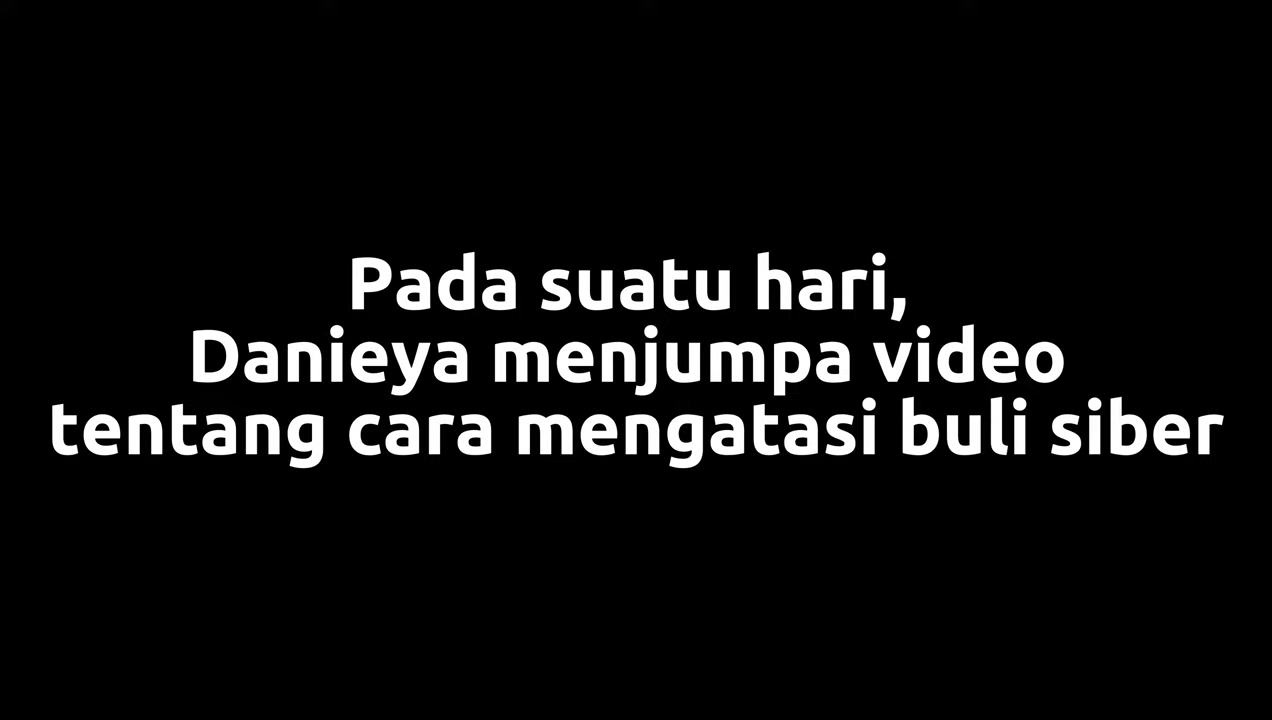 Pada suatu hari,
Danieya menjumpa video
tentang cara mengatasi buli siber